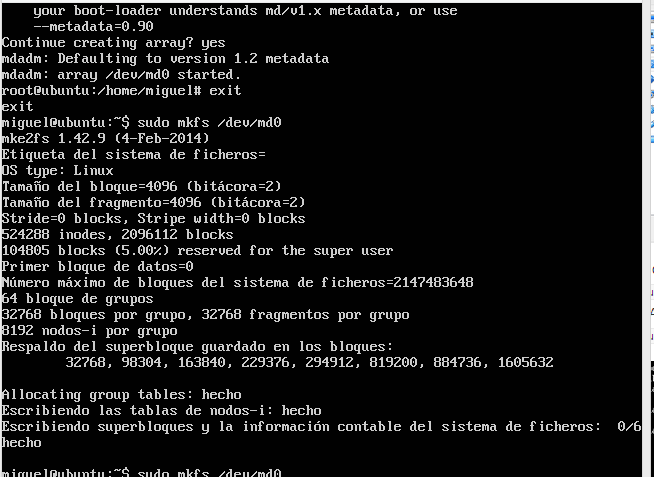 your boot-loader understands md/v1.x metadata, or use
--metadata=0.90
Continue creating array? yes
mdadm: Defaulting to version 1.2 metadata
mdadm: array /dev/md0 started.
root@ubuntu:/home/miguel# exit
exit
miguel@ubuntu:~$ sudo mkfs /dev/md0
mke2fs 1.42.9 (4-Feb-2014)
Etiqueta del sistema de ficheros=
OS type: Linux
Tamaño del bloque=4096 (bitácora=2)
Tamaño del fragmento=4096 (bitácora=2)
Stride=0 blocks, Stripe width=0 blocks
524288 inodes, 2096112 blocks
104805 blocks (5.00%) reserved for the super user
Primer bloque de datos=0
Número máximo de bloques del sistema de ficheros=2147483648
64 bloque de grupos
32768 bloques por grupo, 32768 fragmentos por grupo
8192 nodos-i por grupo
Respaldo del superbloque guardado en los bloques:
32768, 98304, 163840, 229376, 294912, 819200, 884736, 1605632
Allocating group tables: hecho
Escribiendo las tablas de nodos-i: hecho
Escribiendo superbloques y la información contable del sistema de ficheros:  0/6
hecho
miguel@ubuntu:~$ sudo mkfs /dev/md0